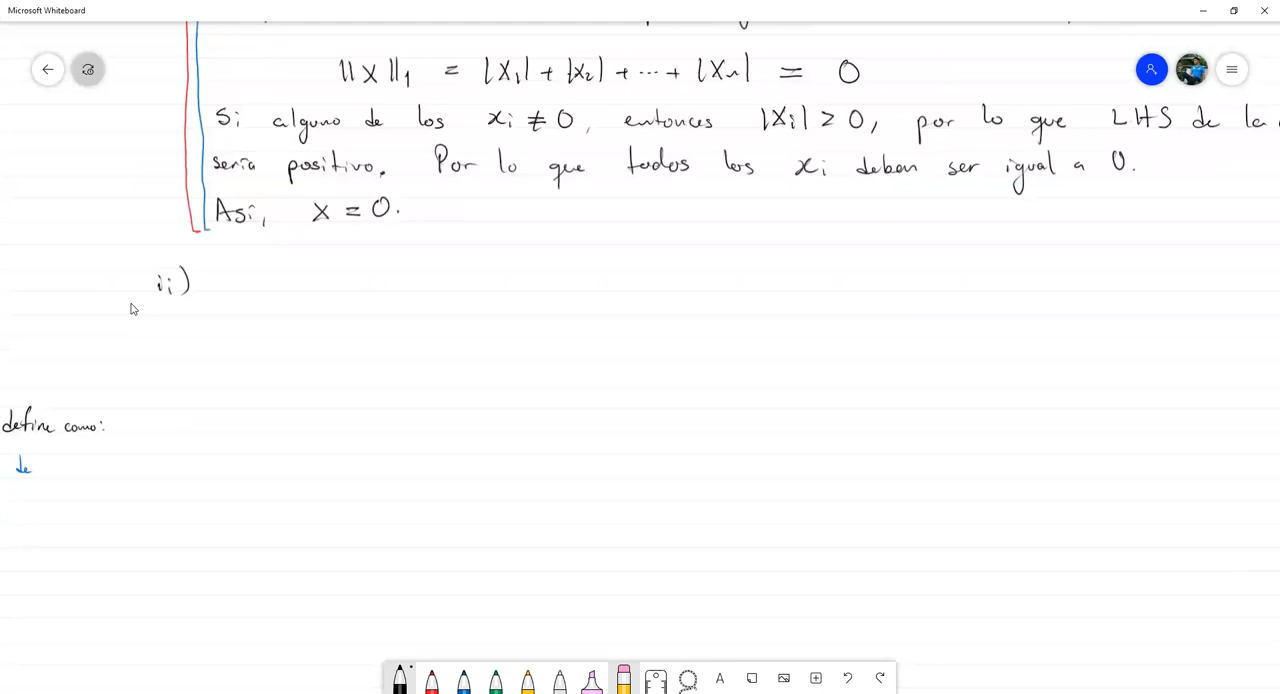 Microsoft Whiteboard
||x||₁ = |x₁| + |x₂| + ... + |xₙ| = 0
Si alguno de los xᵢ ≠ 0, entonces |xᵢ| ≥ 0, por lo que LHS de la
sería positivo. Por lo que todos los xᵢ deben ser igual a 0.
Así, x = 0.
ii)
define como:
de
A